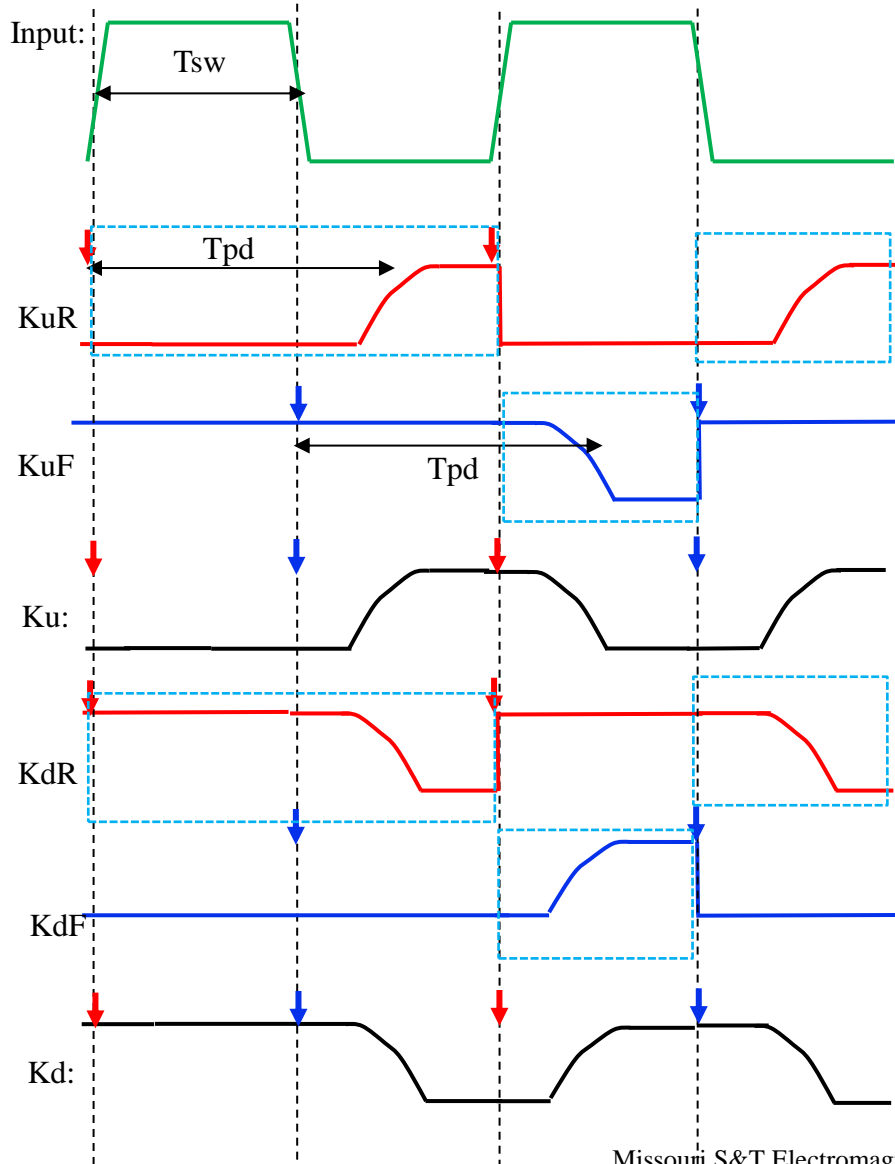 Input:
Tsw
Tpd
KuR
KuF
Tpd
Ku:
KdR
KdF
Kd:
Missouri S&T Electromag